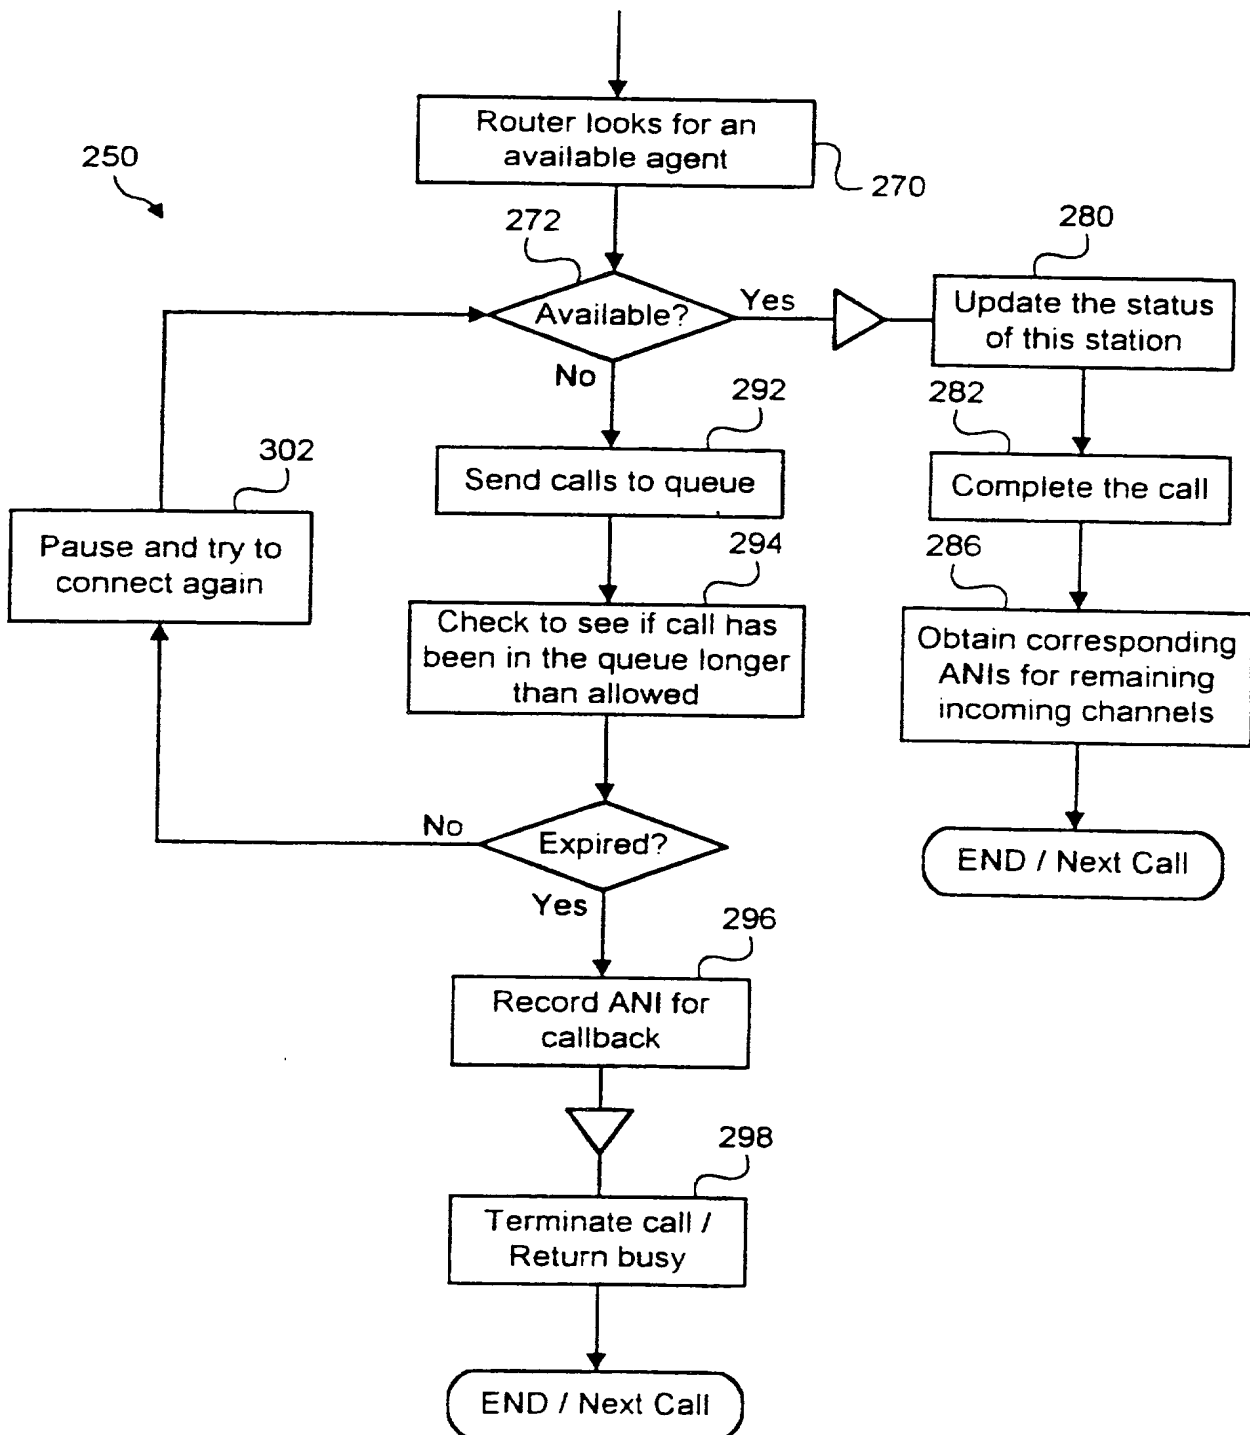 Router looks for an
available agent
250
270
272
280
Available?
Yes
Update the status
of this station
No
292
282
302
Send calls to queue
Complete the call
Pause and try to
connect again
294
286
Check to see if call has
been in the queue longer
than allowed
Obtain corresponding
ANIs for remaining
incoming channels
No
Expired?
END / Next Call
Yes
296
Record ANI for
callback
298
Terminate call /
Return busy
END / Next Call